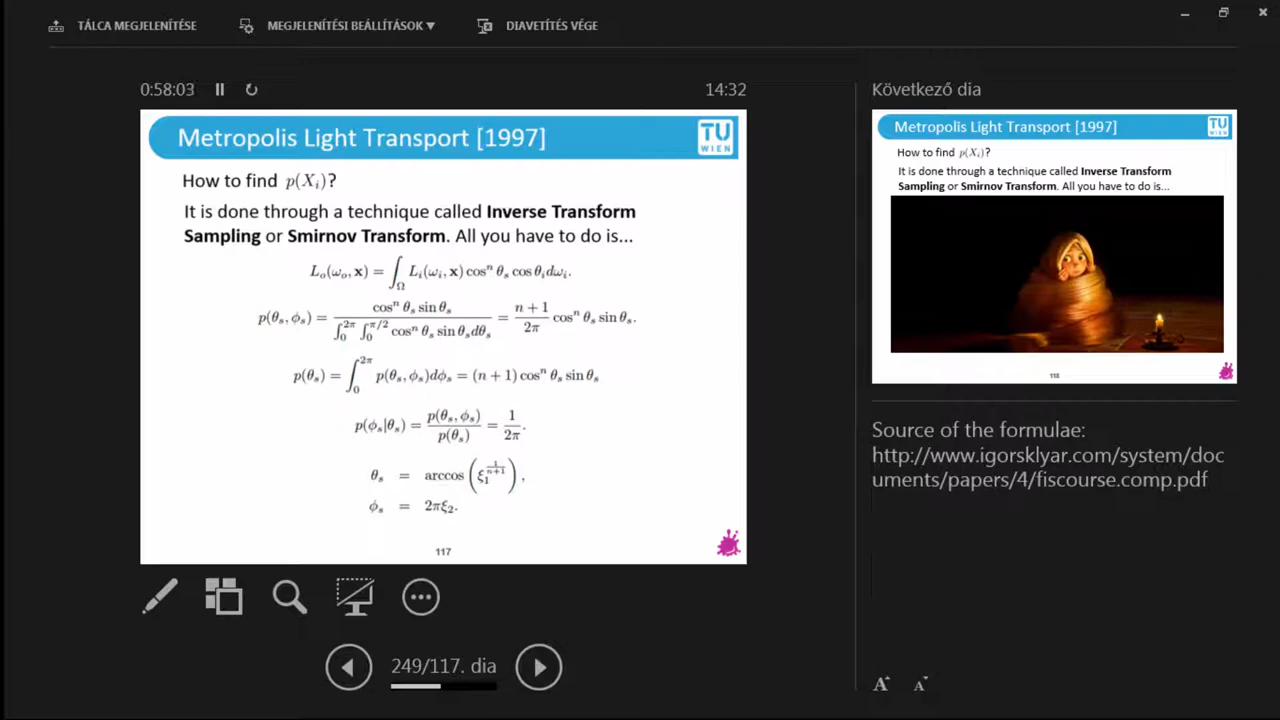 TÁLCA MEGJELENÍTÉSE
MEGJELENÍTÉSI BEÁLLÍTÁSOK ▼
DIAVETÍTÉS VÉGE
0:58:03
14:32
Metropolis Light Transport [1997]
TU
WIEN
How to find p(X_i)?
It is done through a technique called Inverse Transform
Sampling or Smirnov Transform. All you have to do is...
L_o(ω_o, x) = ∫_Ω L_i(ω_i, x) cos^n θ_s cos θ_i dω_i.
p(θ_s, ϕ_s) = cos^n θ_s sin θ_s / ∫_0^{2π} ∫_0^{π/2} cos^n θ_s sin θ_s dθ_s = (n + 1)/2π cos^n θ_s sin θ_s.
p(θ_s) = ∫_0^{2π} p(θ_s, ϕ_s) dϕ_s = (n + 1) cos^n θ_s sin θ_s
p(ϕ_s|θ_s) = p(θ_s, ϕ_s)/p(θ_s) = 1/2π.
θ_s = arccos(ξ_1^{1/(n+1)}),
ϕ_s = 2πξ_2.
117
249/117. dia
Következő dia
Metropolis Light Transport [1997]
TU
WIEN
How to find p(X_i)?
It is done through a technique called Inverse Transform
Sampling or Smirnov Transform. All you have to do is...
118
Source of the formulae:
http://www.igorsklyar.com/system/doc
uments/papers/4/fiscourse.comp.pdf
A A